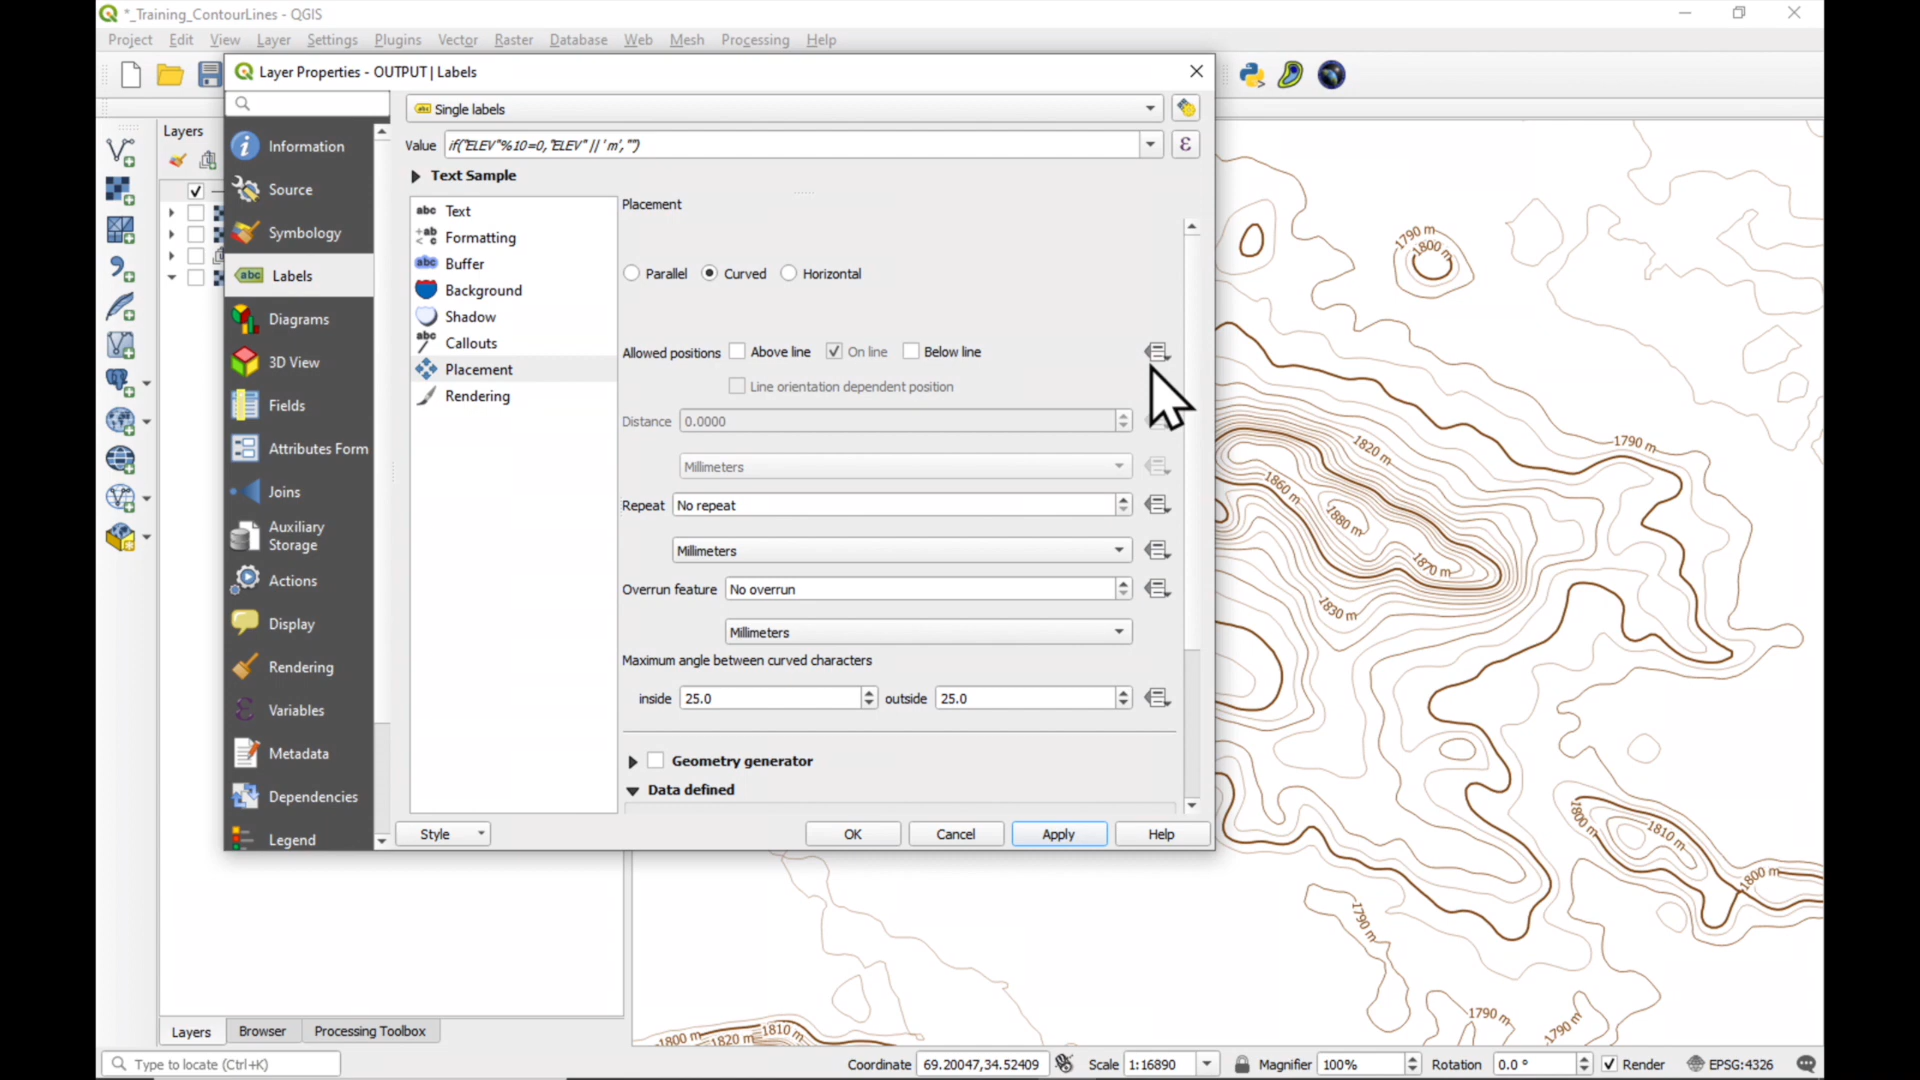 *_Training_ContourLines - QGIS
Project Edit View Layer Settings Plugins Vector Raster Database Web Mesh Processing Help
Layer Properties - OUTPUT | Labels
Layers
Information
Source
Symbology
abc Labels
Diagrams
3D View
Fields
Attributes Form
Joins
Auxiliary
Storage
Actions
Display
Rendering
Variables
Metadata
Dependencies
Legend
abc Single labels
Value if("ELEV"%10=0,"ELEV" || ' m', "")
ε
Text Sample
abc Text
+ab
< c Formatting
abc Buffer
Background
Shadow
abc Callouts
Placement
Rendering
Placement
Parallel Curved Horizontal
Allowed positions Above line On line Below line
Line orientation dependent position
Distance 0.0000
Millimeters
Repeat No repeat
Millimeters
Overrun feature No overrun
Millimeters
Maximum angle between curved characters
inside 25.0 outside 25.0
Geometry generator
Data defined
Style OK Cancel Apply Help
1790 m
1800 m
1790 m
1820 m
1860 m
1880 m
1870 m
1830 m
1800 m
1810 m
1800 m
1790 m
1790 m
1790 m
1800 m
1820 m
1810 m
Layers Browser Processing Toolbox
Type to locate (Ctrl+K) Coordinate 69.20047,34.52409 Scale 1:16890 Magnifier 100% Rotation 0.0 ° Render EPSG:4326